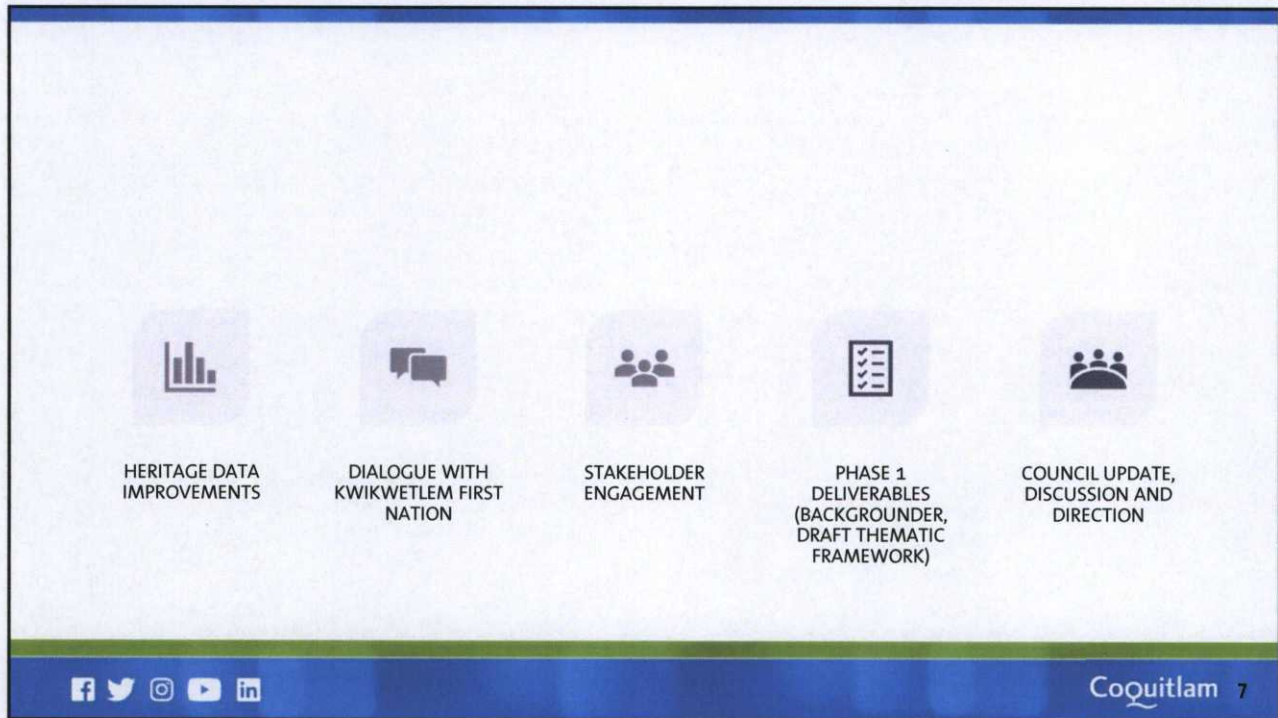 HERITAGE DATA
IMPROVEMENTS
DIALOGUE WITH
KWIKWETLEM FIRST
NATION
STAKEHOLDER
ENGAGEMENT
PHASE 1
DELIVERABLES
(BACKGROUNDER,
DRAFT THEMATIC
FRAMEWORK)
COUNCIL UPDATE,
DISCUSSION AND
DIRECTION
Coquitlam 7